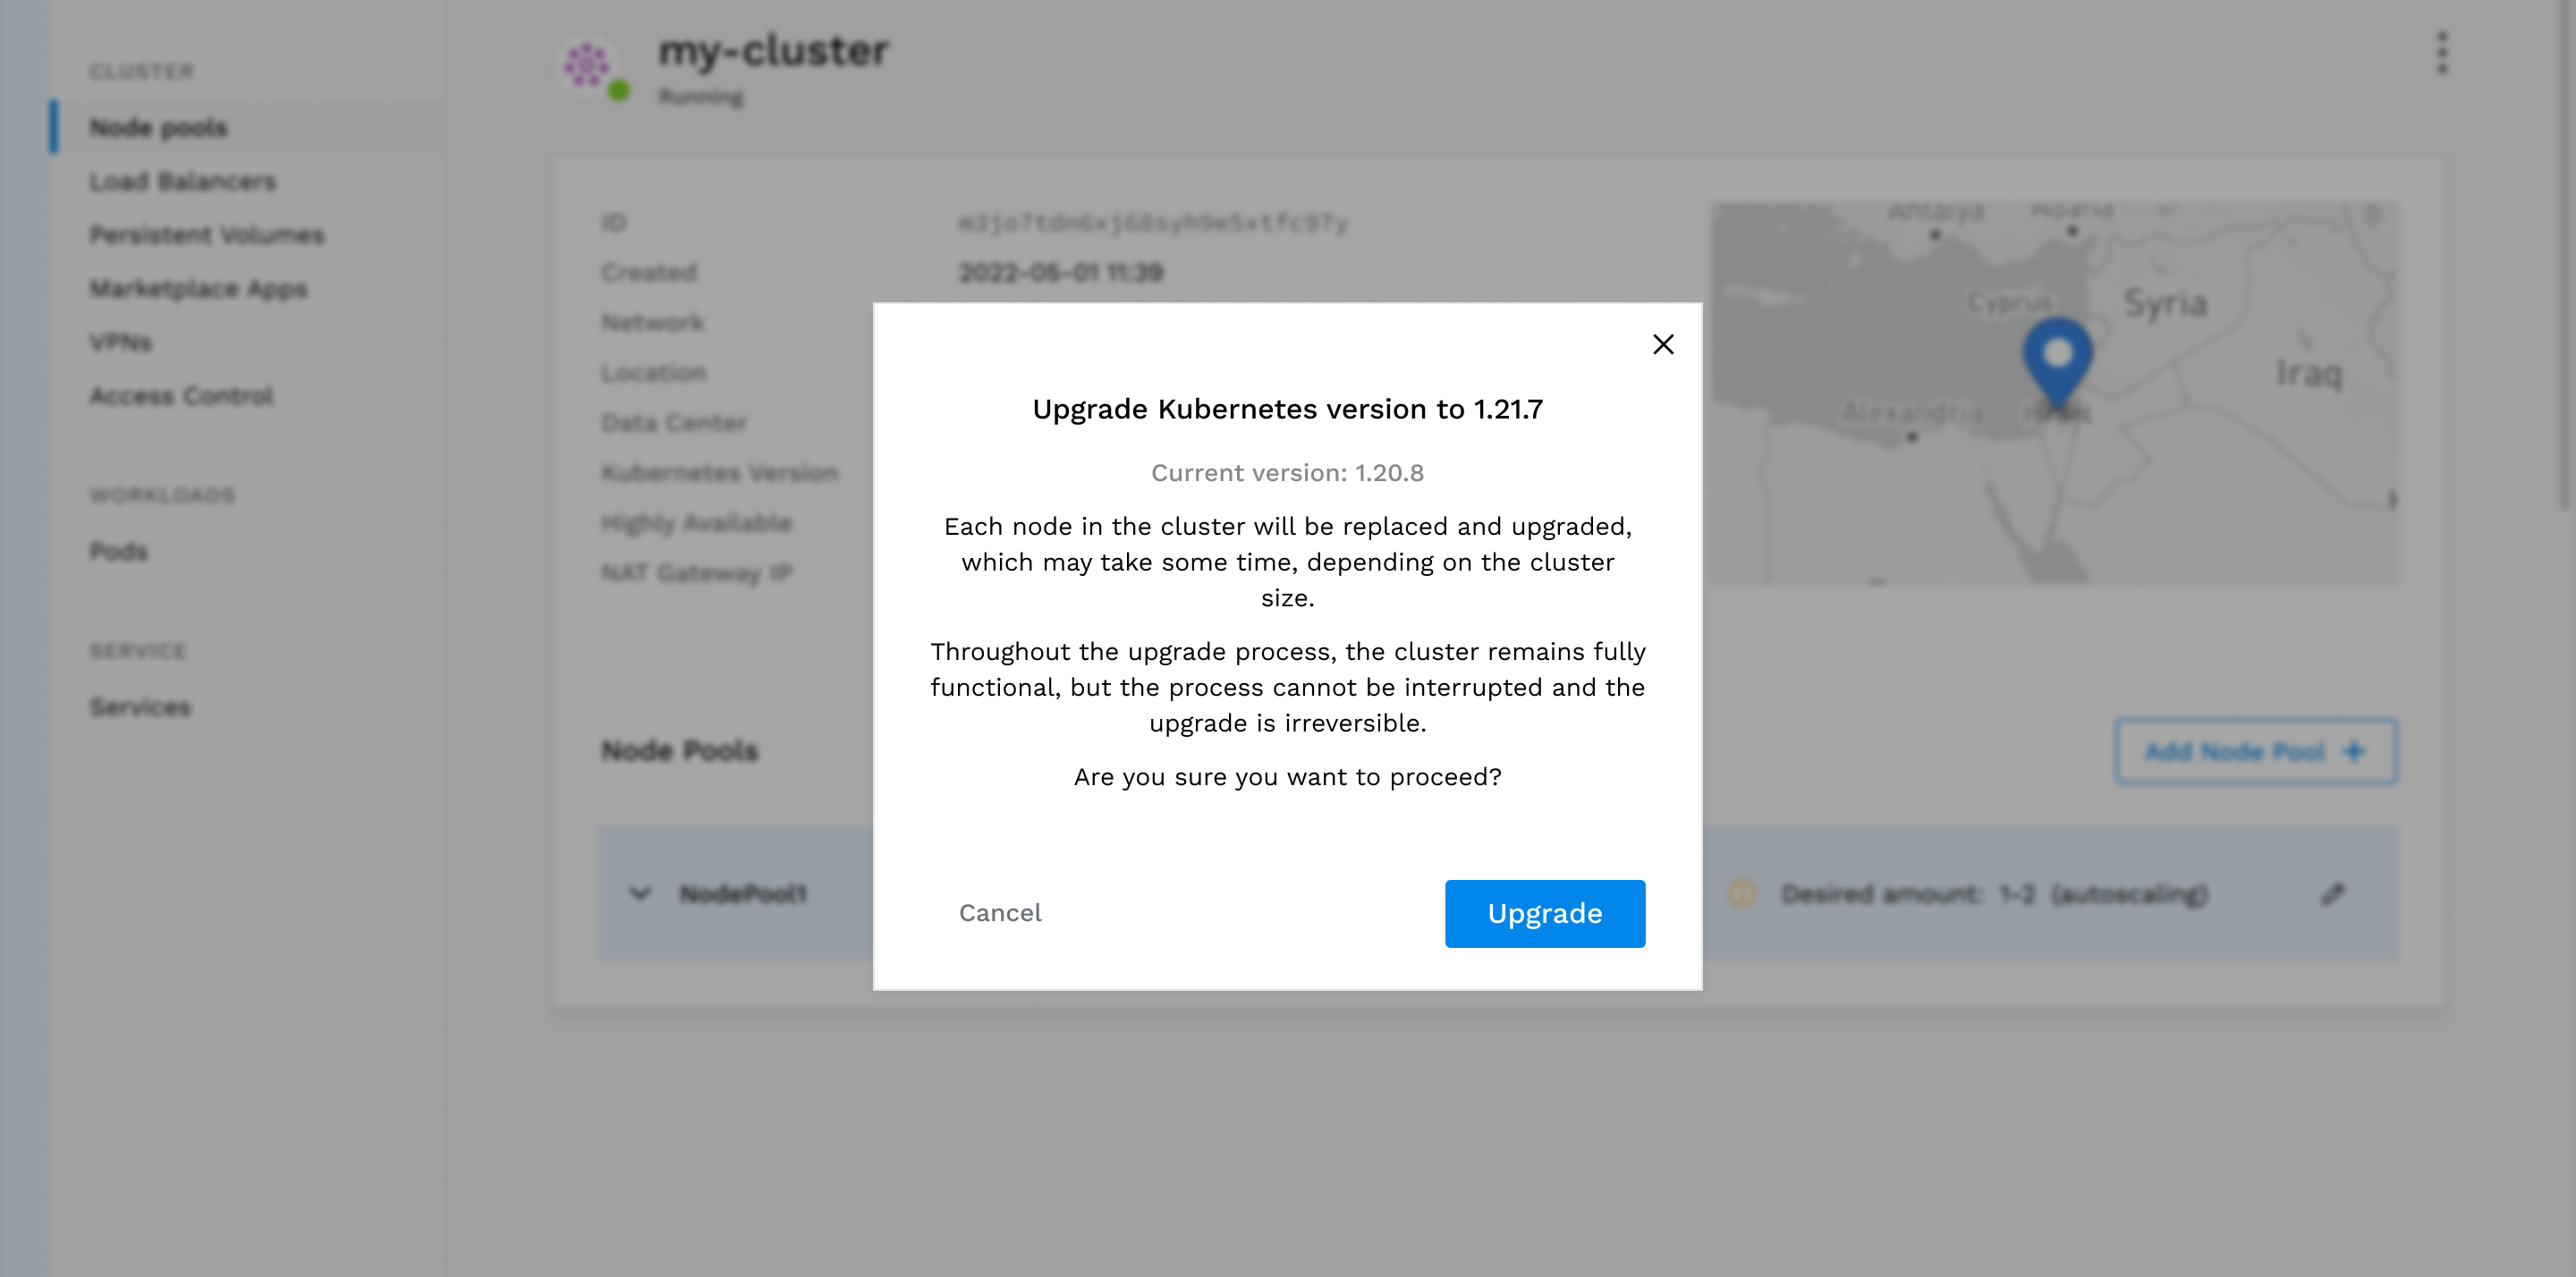 CLUSTER
Node pools
Load Balancers
Persistent Volumes
Marketplace Apps
VPNs
Access Control
WORKLOADS
Pods
SERVICE
Services
my-cluster
Running
ID m3jo7tdn6xj68syh9e5xtfc97y
Created 2022-05-01 11:39
Network
Location
Data Center
Kubernetes Version
Highly Available
NAT Gateway IP
Antalya Adana
Cyprus Syria
Iraq
Alexandria Israel
Upgrade Kubernetes version to 1.21.7
Current version: 1.20.8
Each node in the cluster will be replaced and upgraded,
which may take some time, depending on the cluster
size.
Throughout the upgrade process, the cluster remains fully
functional, but the process cannot be interrupted and the
upgrade is irreversible.
Are you sure you want to proceed?
Cancel
Upgrade
Node Pools
Add Node Pool +
NodePool1
Desired amount: 1-2 (autoscaling)